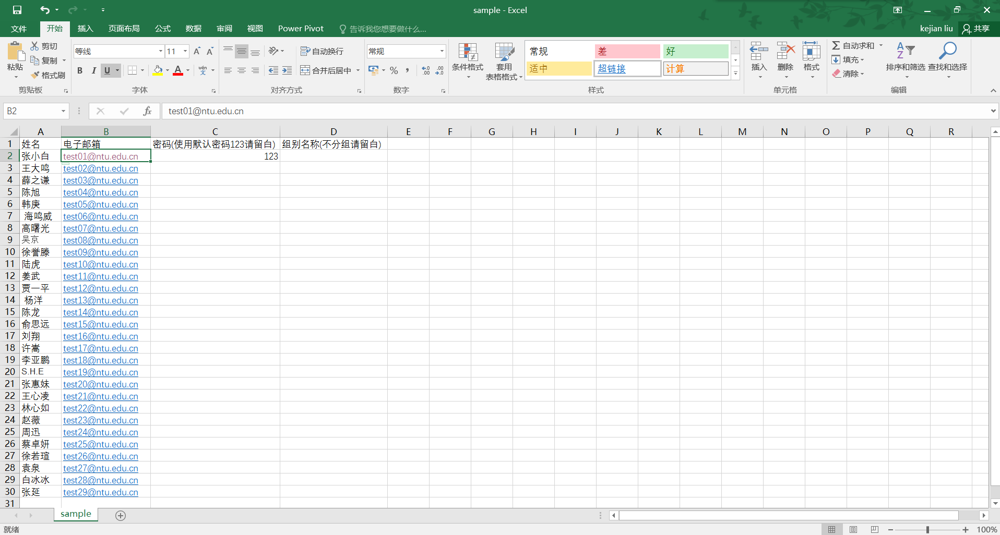 sample - Excel
文件 开始 插入 页面布局 公式 数据 审阅 视图 Power Pivot 告诉我您想要做什么... kejian liu 共享
粘贴 剪切 复制 格式刷 剪贴板
等线 11 A A B I U A wén 文 字体
自动换行 合并后居中 对齐方式
常规 % , .0 .00 .00 .0 数字
条件格式 套用 表格格式 常规 差 好 适中 超链接 计算 样式
插入 删除 格式 单元格
自动求和 填充 清除 排序和筛选 查找和选择 编辑
B2 fx test01@ntu.edu.cn
A B C D E F G H I J K L M N O P Q R
1 姓名 电子邮箱 密码(使用默认密码123请留白) 组别名称(不分组请留白)
2 张小白 test01@ntu.edu.cn 123
3 王大鸣 test02@ntu.edu.cn
4 薛之谦 test03@ntu.edu.cn
5 陈旭 test04@ntu.edu.cn
6 韩庚 test05@ntu.edu.cn
7 海鸣威 test06@ntu.edu.cn
8 高曙光 test07@ntu.edu.cn
9 吴京 test08@ntu.edu.cn
10 徐誉滕 test09@ntu.edu.cn
11 陆虎 test10@ntu.edu.cn
12 姜武 test11@ntu.edu.cn
13 贾一平 test12@ntu.edu.cn
14 杨洋 test13@ntu.edu.cn
15 陈龙 test14@ntu.edu.cn
16 俞思远 test15@ntu.edu.cn
17 刘翔 test16@ntu.edu.cn
18 许嵩 test17@ntu.edu.cn
19 李亚鹏 test18@ntu.edu.cn
20 S.H.E test19@ntu.edu.cn
21 张惠妹 test20@ntu.edu.cn
22 王心凌 test21@ntu.edu.cn
23 林心如 test22@ntu.edu.cn
24 赵薇 test23@ntu.edu.cn
25 周迅 test24@ntu.edu.cn
26 蔡卓妍 test25@ntu.edu.cn
27 徐若瑄 test26@ntu.edu.cn
28 袁泉 test27@ntu.edu.cn
29 白冰冰 test28@ntu.edu.cn
30 张延 test29@ntu.edu.cn
31
sample
就绪 100%